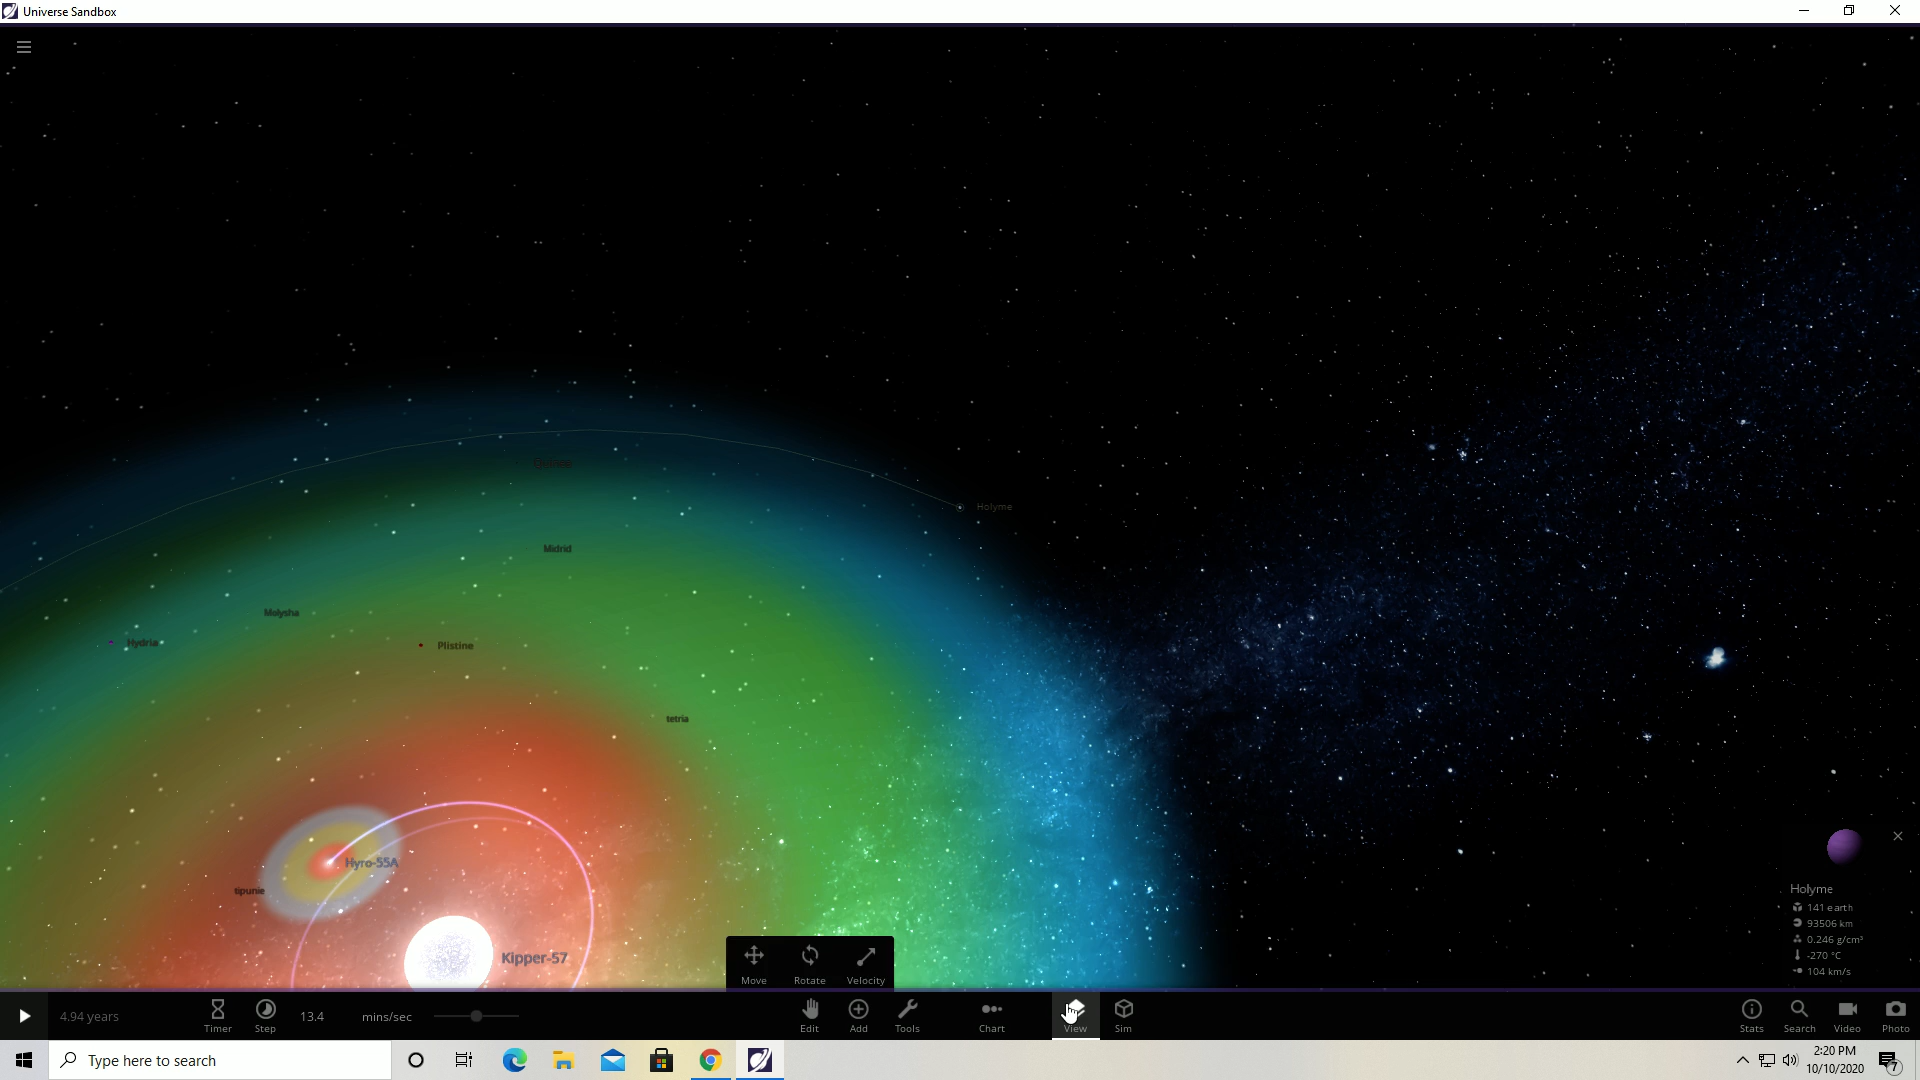 Universe Sandbox
Holyme
Midrid
Molysha
Hydria
Plistine
tetria
Hyro-55A
tipunie
Kipper-57
Holyme
141 earth
93506 km
0.246 g/cm³
-270 °C
104 km/s
Move Rotate Velocity
4.94 years
Timer
Step
13.4 mins/sec
Edit
Add
Tools
Chart
View
Sim
Stats
Search
Video
Photo
Type here to search
2:20 PM
10/10/2020
7